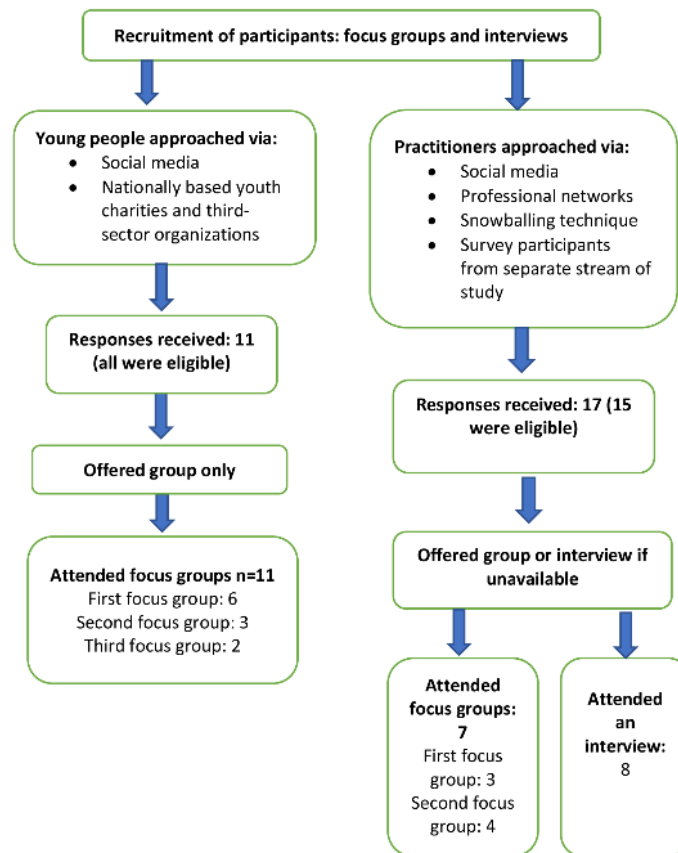 Recruitment of participants: focus groups and interviews
Young people approached via:
• Social media
• Nationally based youth
charities and third-
sector organizations
Responses received: 11
(all were eligible)
Offered group only
Attended focus groups n=11
First focus group: 6
Second focus group: 3
Third focus group: 2
Practitioners approached via:
• Social media
• Professional networks
• Snowballing technique
• Survey participants
from separate stream of
study
Responses received: 17 (15
were eligible)
Offered group or interview if
unavailable
Attended
focus groups:
7
First focus
group: 3
Second focus
group: 4
Attended
an
interview:
8